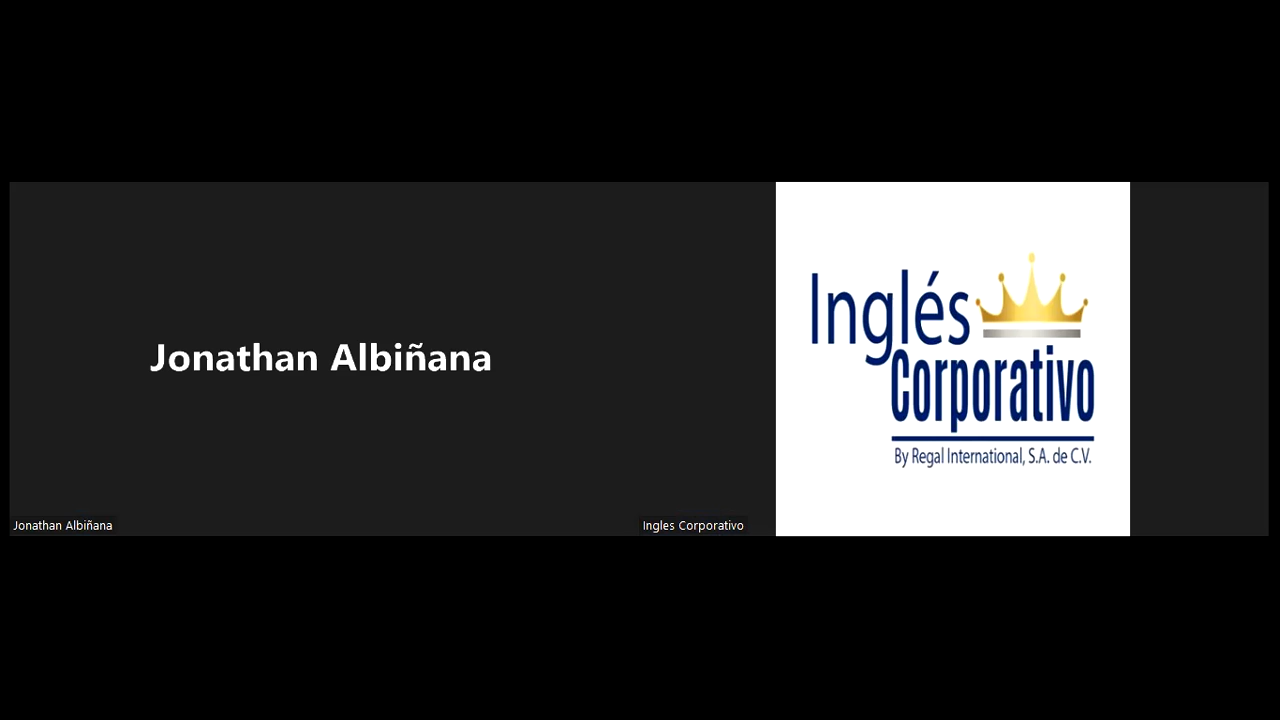 Jonathan Albiñana
Inglés
Corporativo
By Regal International, S.A. de C.V.
Jonathan Albiñana
Ingles Corporativo